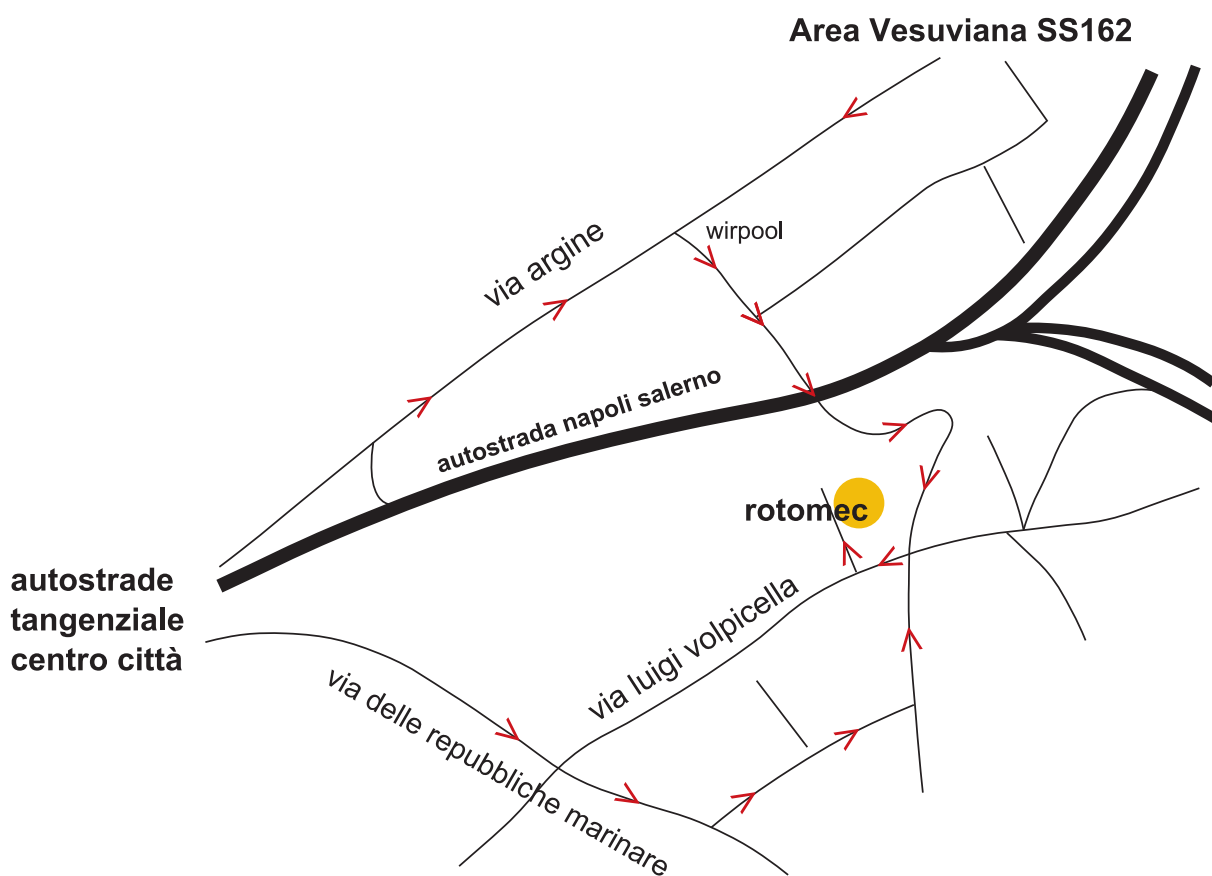 Area Vesuviana SS162
wirpool
via argine
autostrada napoli salerno
rotomec
autostrade
tangenziale
centro città
via luigi volpicella
via delle repubbliche marinare